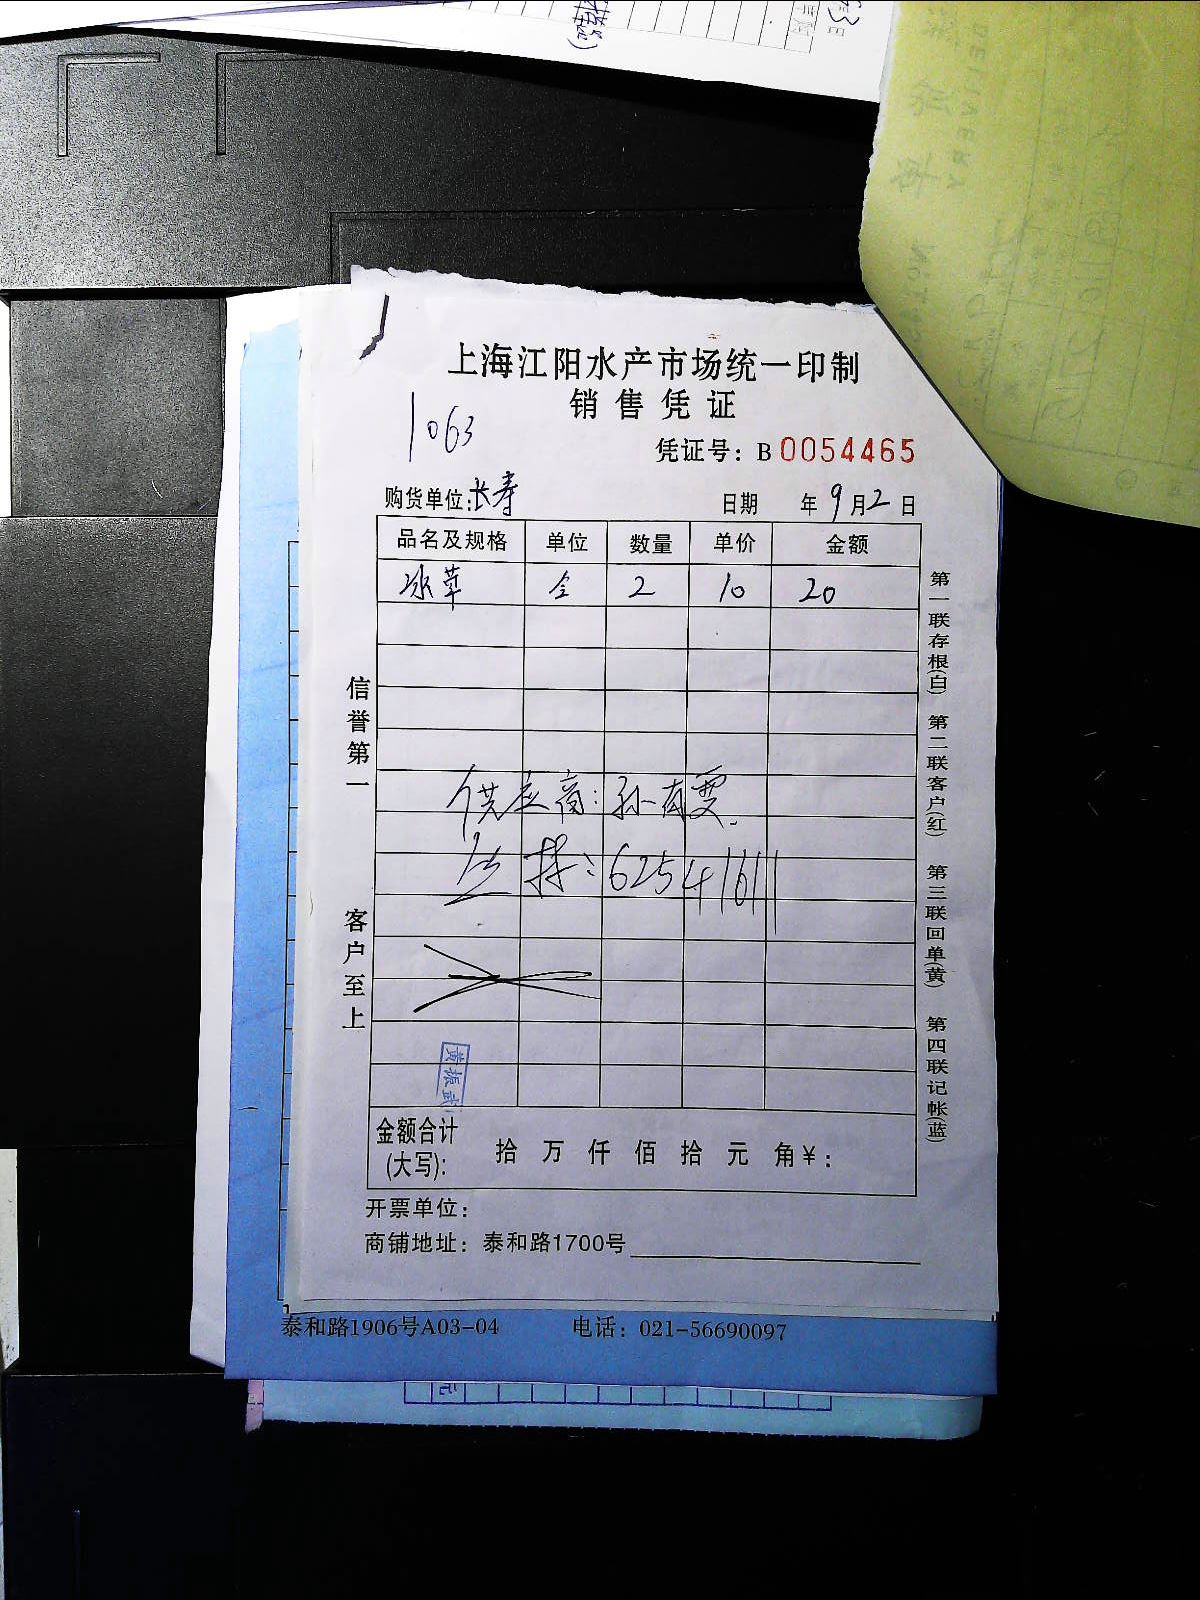 上海江阳水产市场统一印制
销售凭证
1063
凭证号：B 0054465
购货单位：长寿
日期 年9月2日
品名及规格 单位 数量 单价 金额
冰草 合 2 10 20
供应商：孙有雯
：62541611
信誉第一
客户至上
第一联存根(白) 第二联客户(红) 第三联回单(黄) 第四联记帐(蓝)
黄振武
金额合计
(大写)： 拾 万 仟 佰 拾 元 角¥：
开票单位：
商铺地址：泰和路1700号
泰和路1906号A03-04 电话：021-56690097
元